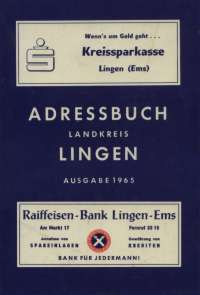 Wenn's um Geld geht . . .
Kreissparkasse
Lingen (Ems)
ADRESSBUCH
LANDKREIS
LINGEN
AUSGABE 1965
Raiffeisen-Bank Lingen-Ems
Am Markt 17 Fernruf 33 15
Annahme von Gewährung von
SPAREINLAGEN KREDITEN
BANK FÜR JEDERMANN!